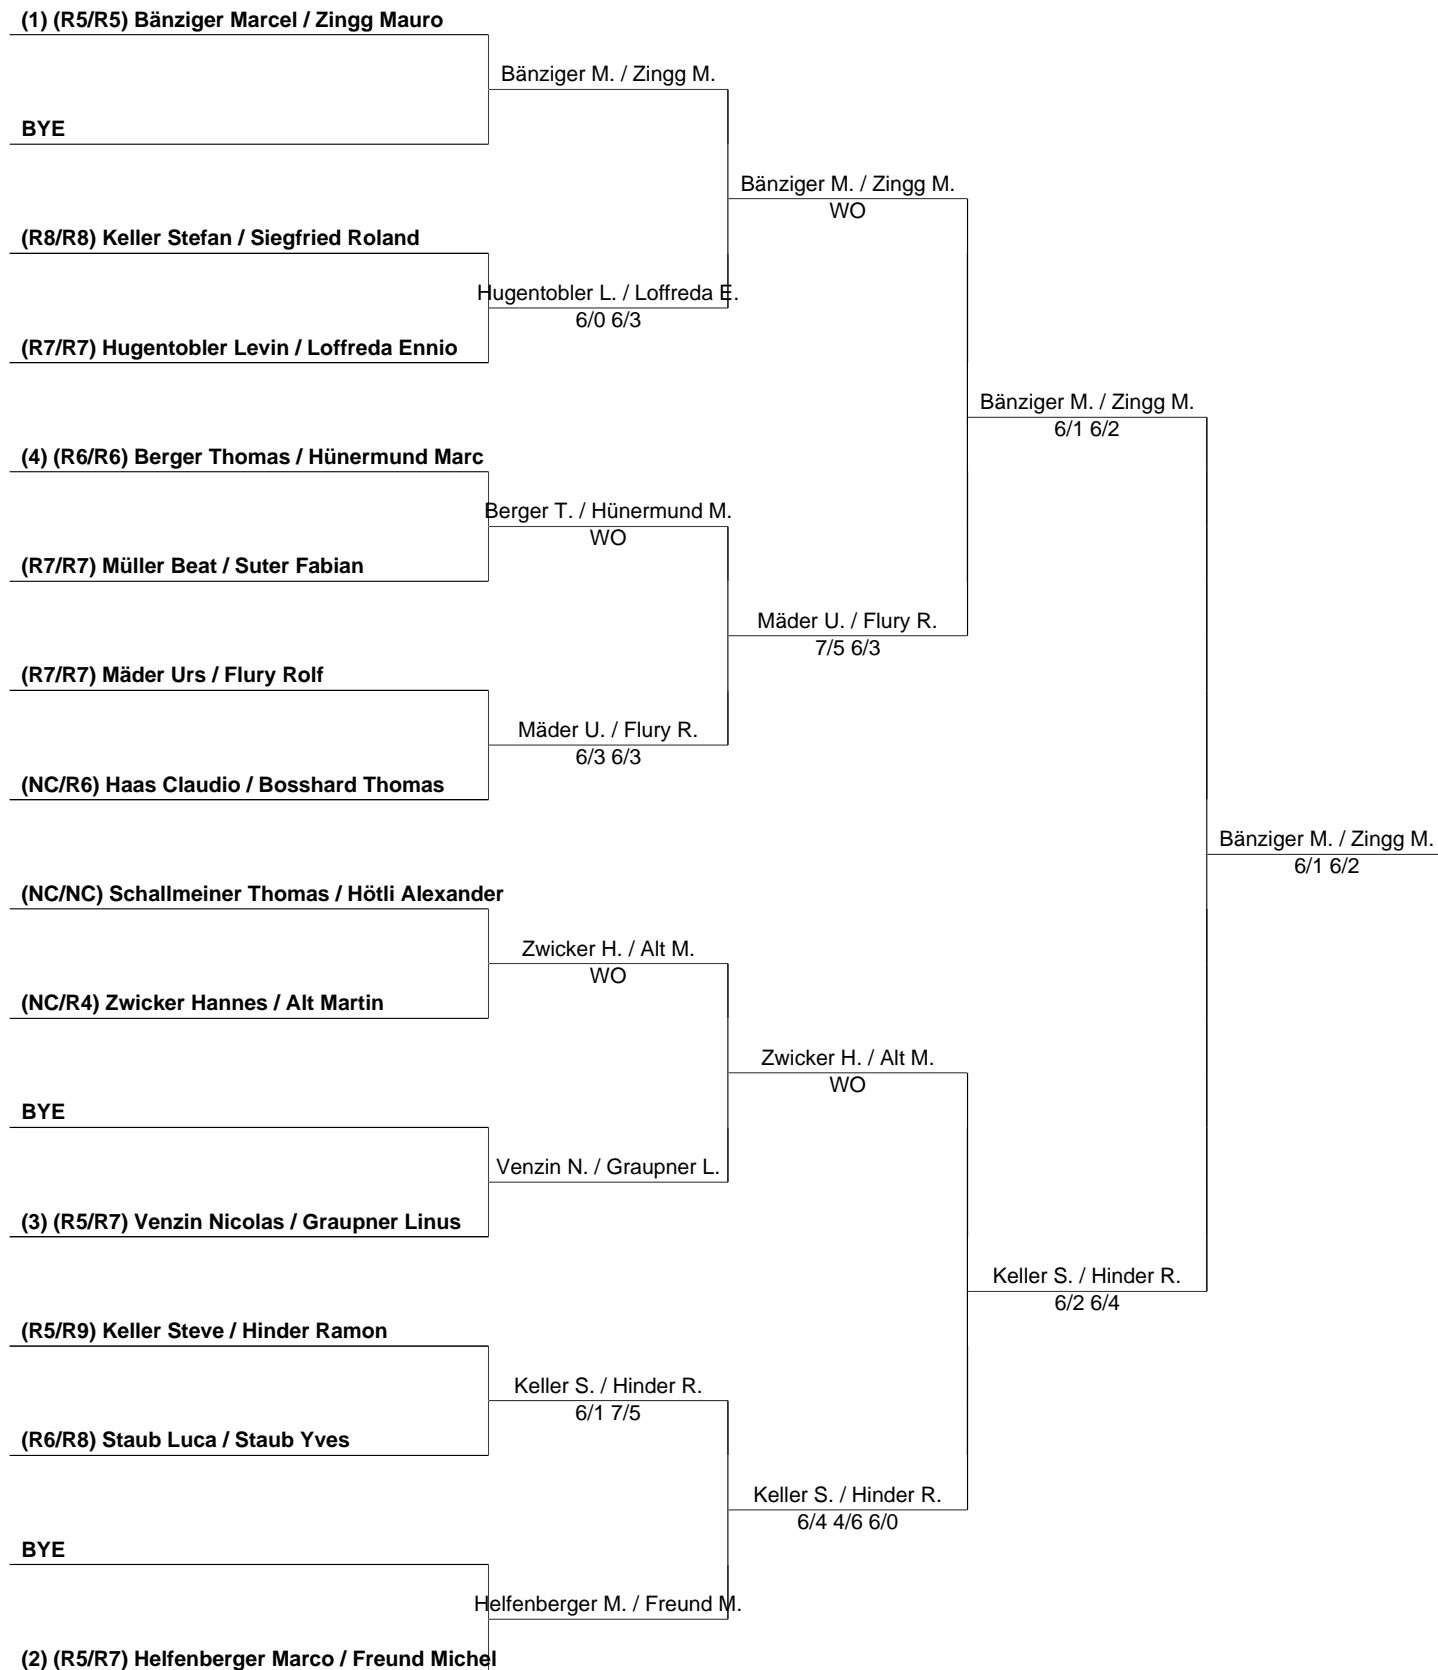 (1) (R5/R5) Bänziger Marcel / Zingg Mauro
Bänziger M. / Zingg M.
BYE
Bänziger M. / Zingg M.
WO
(R8/R8) Keller Stefan / Siegfried Roland
Hugentobler L. / Loffreda E.
6/0 6/3
(R7/R7) Hugentobler Levin / Loffreda Ennio
Bänziger M. / Zingg M.
6/1 6/2
(4) (R6/R6) Berger Thomas / Hünermund Marc
Berger T. / Hünermund M.
WO
(R7/R7) Müller Beat / Suter Fabian
Mäder U. / Flury R.
7/5 6/3
(R7/R7) Mäder Urs / Flury Rolf
Mäder U. / Flury R.
6/3 6/3
(NC/R6) Haas Claudio / Bosshard Thomas
Bänziger M. / Zingg M.
6/1 6/2
(NC/NC) Schallmeiner Thomas / Hötli Alexander
Zwicker H. / Alt M.
WO
(NC/R4) Zwicker Hannes / Alt Martin
Zwicker H. / Alt M.
WO
BYE
Venzin N. / Graupner L.
(3) (R5/R7) Venzin Nicolas / Graupner Linus
Keller S. / Hinder R.
6/2 6/4
(R5/R9) Keller Steve / Hinder Ramon
Keller S. / Hinder R.
6/1 7/5
(R6/R8) Staub Luca / Staub Yves
Keller S. / Hinder R.
6/4 4/6 6/0
BYE
Helfenberger M. / Freund M.
(2) (R5/R7) Helfenberger Marco / Freund Michel